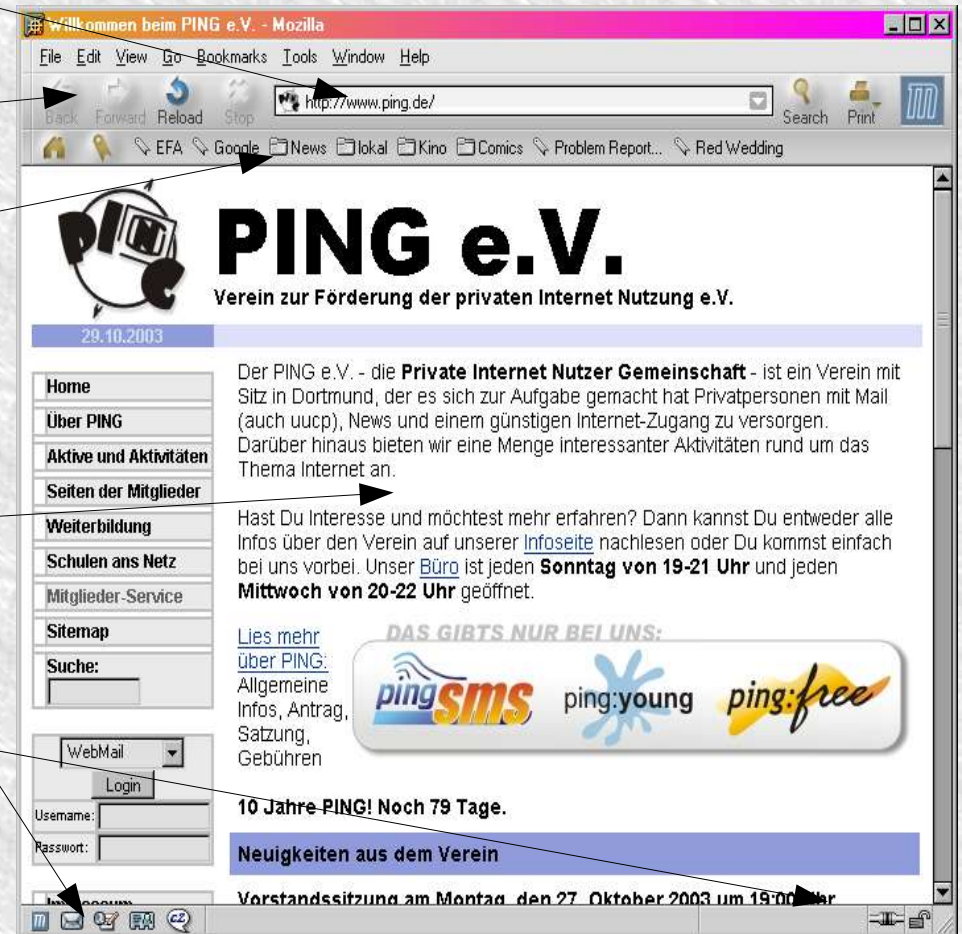 Willkommen beim PING e.V. - Mozilla
File Edit View Go Bookmarks Tools Window Help
Back Forward Reload Stop http://www.ping.de/ Search Print
EFA Google News lokal Kino Comics Problem Report... Red Wedding
PING
PING e.V.
Verein zur Förderung der privaten Internet Nutzung e.V.
29.10.2003
Home
Über PING
Aktive und Aktivitäten
Seiten der Mitglieder
Weiterbildung
Schulen ans Netz
Mitglieder-Service
Sitemap
Suche:
WebMail
Login
Username:
Passwort:
Impressum
Der PING e.V. - die Private Internet Nutzer Gemeinschaft - ist ein Verein mit
Sitz in Dortmund, der es sich zur Aufgabe gemacht hat Privatpersonen mit Mail
(auch uucp), News und einem günstigen Internet-Zugang zu versorgen.
Darüber hinaus bieten wir eine Menge interessanter Aktivitäten rund um das
Thema Internet an.
Hast Du Interesse und möchtest mehr erfahren? Dann kannst Du entweder alle
Infos über den Verein auf unserer Infoseite nachlesen oder Du kommst einfach
bei uns vorbei. Unser Büro ist jeden Sonntag von 19-21 Uhr und jeden
Mittwoch von 20-22 Uhr geöffnet.
Lies mehr
über PING:
Allgemeine
Infos, Antrag,
Satzung,
Gebühren
DAS GIBTS NUR BEI UNS:
pingsms ping:young ping:free
10 Jahre PING! Noch 79 Tage.
Neuigkeiten aus dem Verein
Vorstandssitzung am Montag, den 27. Oktober 2003 um 19:00 Uhr
cZ